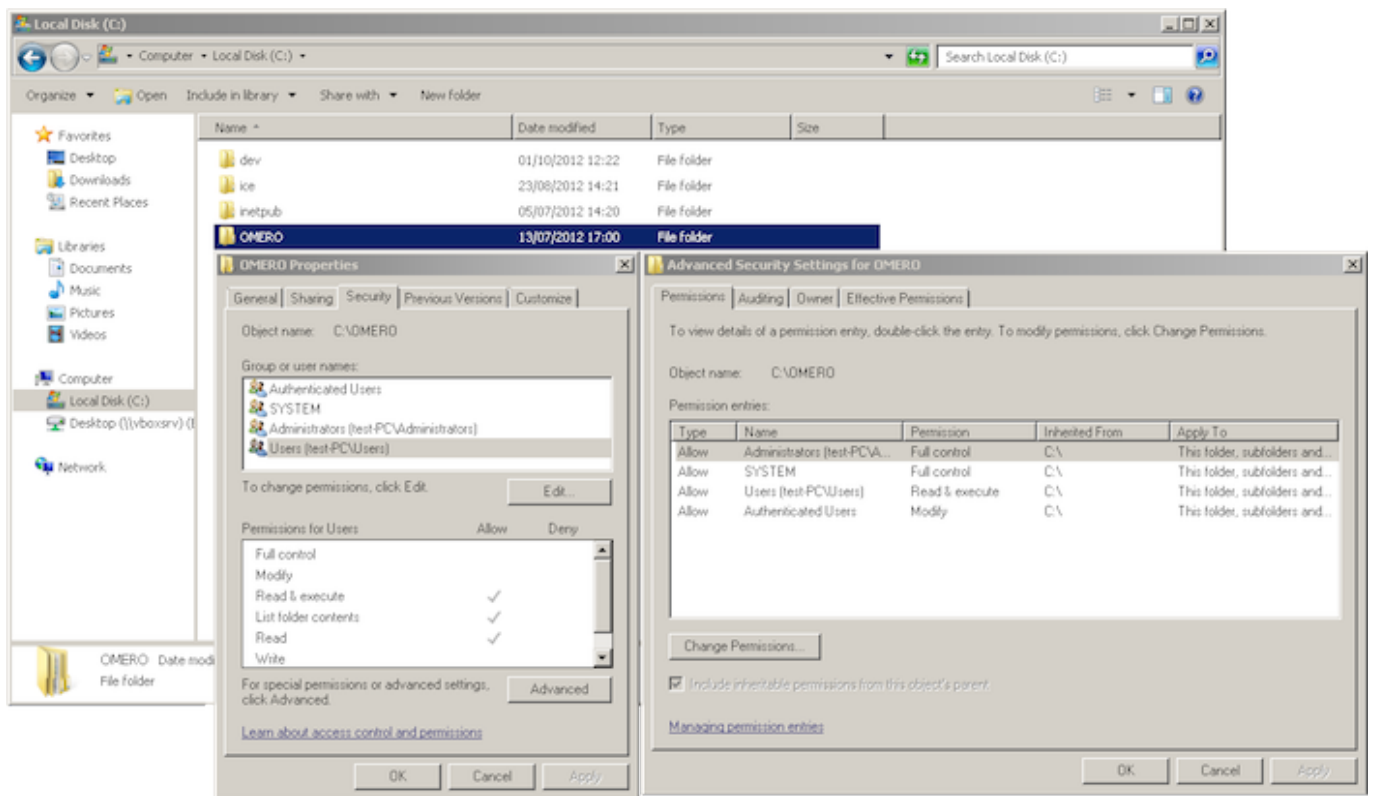 Local Disk (C:)
Computer Local Disk (C:)
Search Local Disk (C:)
Organize Open Include in library Share with New folder
Favorites
Desktop
Downloads
Recent Places
Libraries
Documents
Music
Pictures
Videos
Computer
Local Disk (C:)
Desktop (\\vboxsrv) (
Network
Name Date modified Type Size
dev 01/10/2012 12:22 File folder
ice 23/08/2012 14:21 File folder
inetpub 05/07/2012 14:20 File folder
OMERO 13/07/2012 17:00 File folder
OMERO Date modi
File folder
OMERO Properties
General Sharing Security Previous Versions Customize
Object name: C:\OMERO
Group or user names:
Authenticated Users
SYSTEM
Administrators (test-PC\Administrators)
Users (test-PC\Users)
To change permissions, click Edit.
Edit...
Permissions for Users Allow Deny
Full control
Modify
Read & execute
List folder contents
Read
Write
For special permissions or advanced settings,
click Advanced.
Advanced
Learn about access control and permissions
OK Cancel Apply
Advanced Security Settings for OMERO
Permissions Auditing Owner Effective Permissions
To view details of a permission entry, double-click the entry. To modify permissions, click Change Permissions.
Object name: C:\OMERO
Permission entries:
Type Name Permission Inherited From Apply To
Allow Administrators (test-PC\A... Full control C:\ This folder, subfolders and...
Allow SYSTEM Full control C:\ This folder, subfolders and...
Allow Users (test-PC\Users) Read & execute C:\ This folder, subfolders and...
Allow Authenticated Users Modify C:\ This folder, subfolders and...
Change Permissions...
Include inheritable permissions from this object's parent
Managing permission entries
OK Cancel Apply